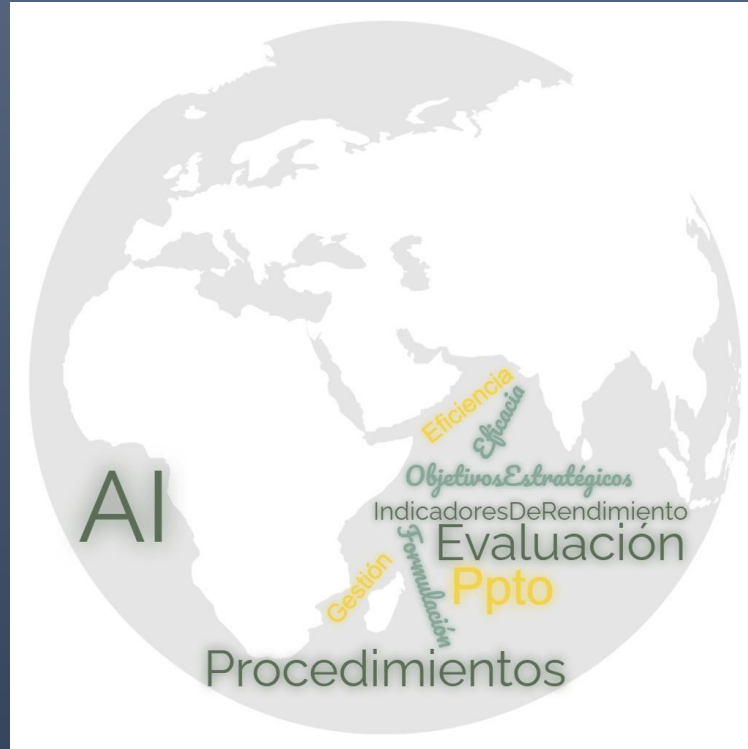 Eficiencia
Eficacia
ObjetivosEstratégicos
IndicadoresDeRendimiento
AI
Evaluación
Formulación
Gestión
Ppto
Procedimientos